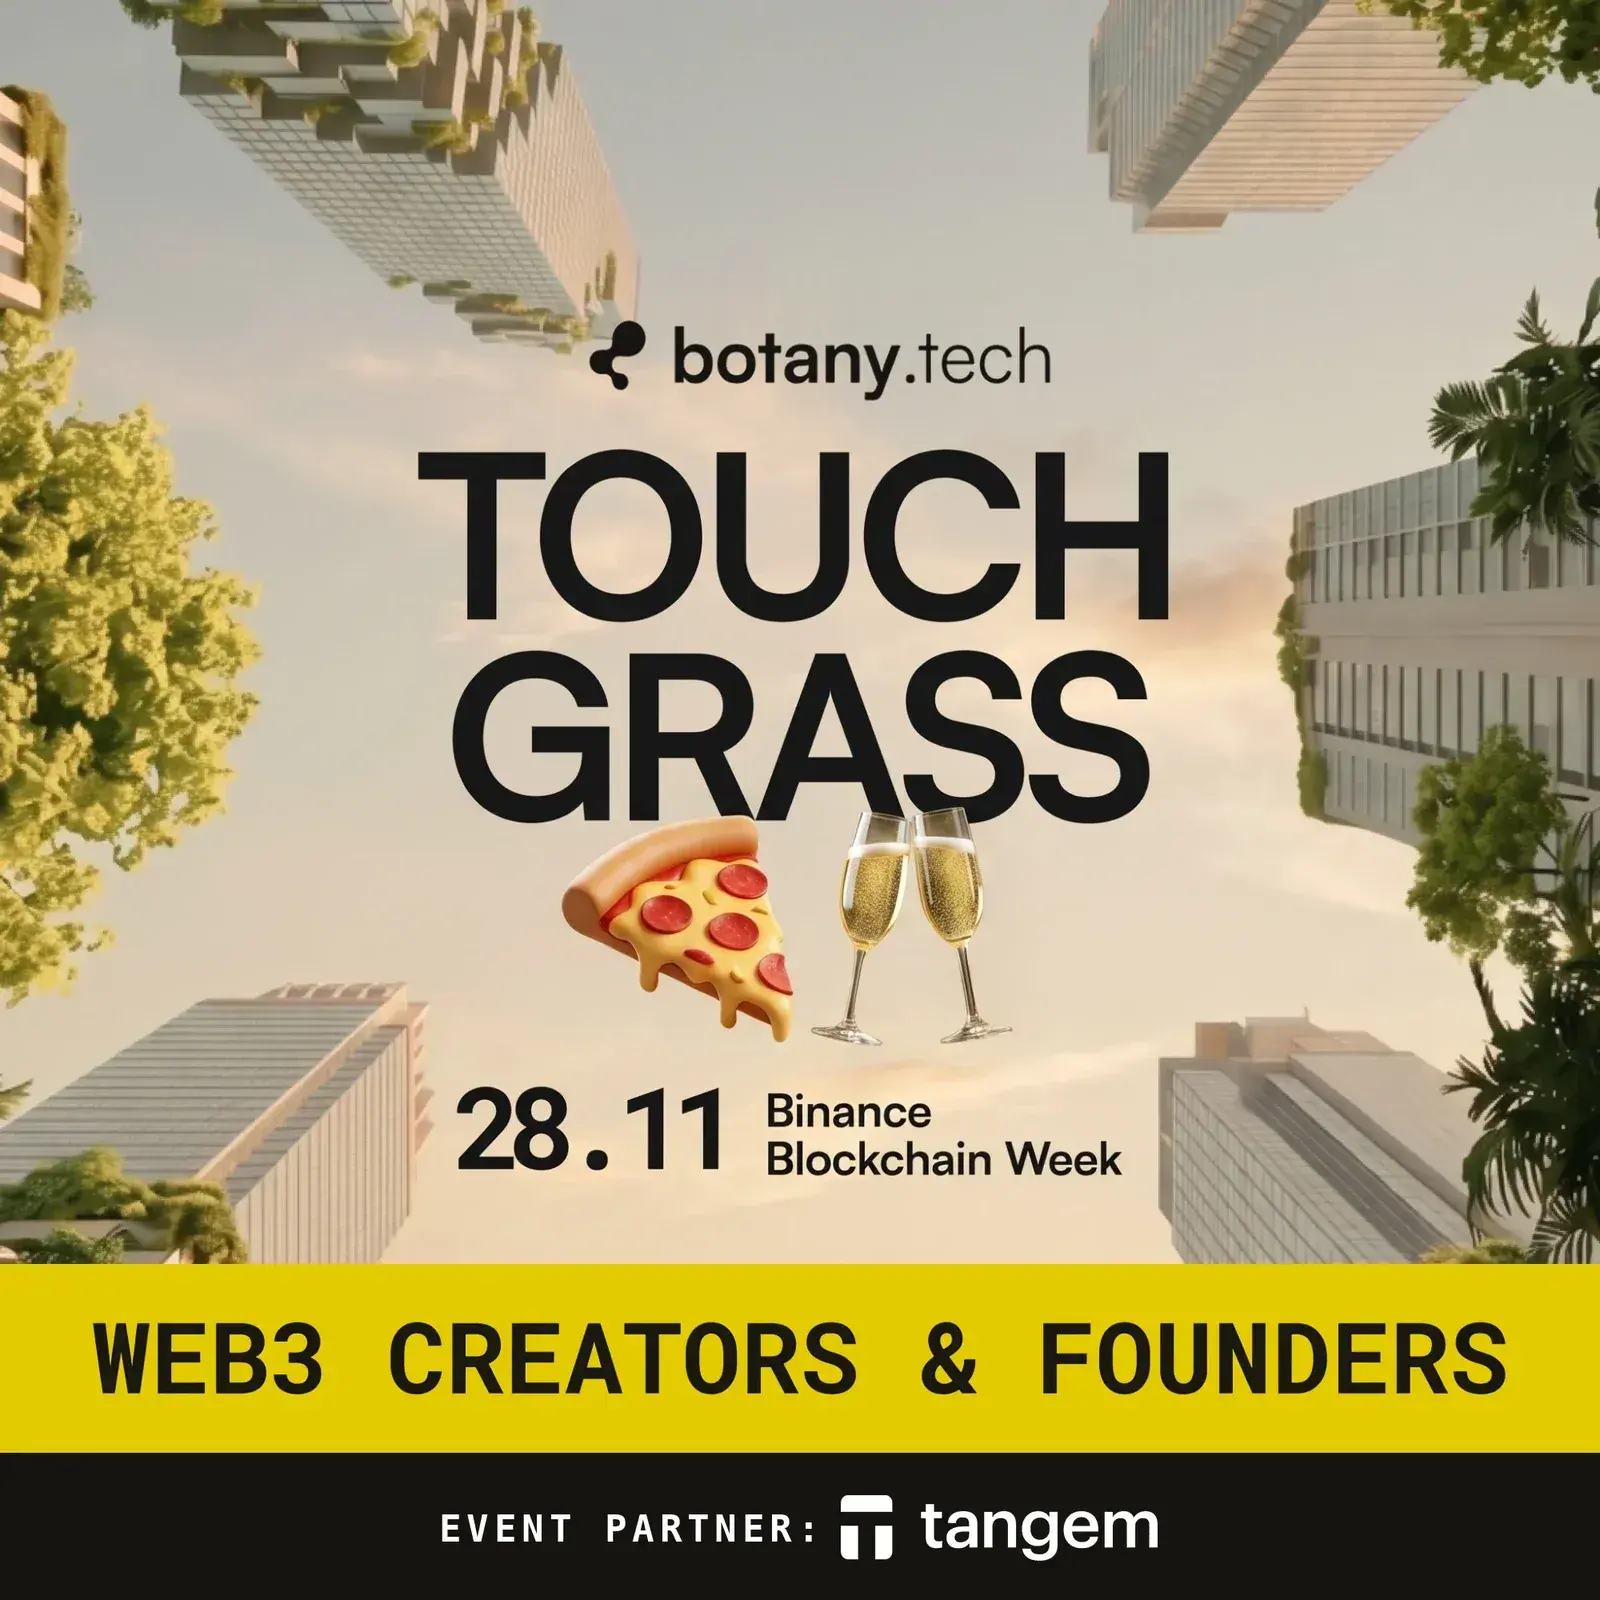 botany.tech
TOUCH
GRASS
28.11
Binance
Blockchain Week
WEB3 CREATORS & FOUNDERS
EVENT PARTNER: tangem